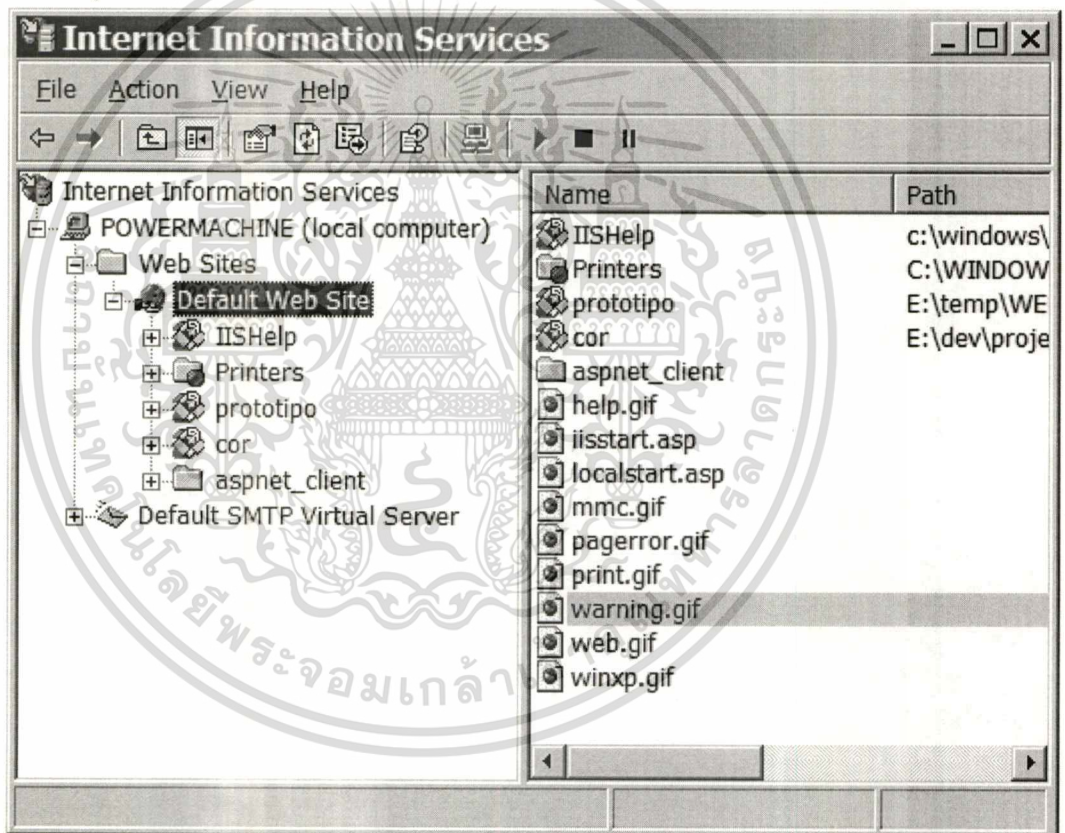 Internet Information Services
File Action View Help
Internet Information Services
POWERMACHINE (local computer)
Web Sites
Default Web Site
IISHelp
Printers
prototipo
cor
aspnet_client
Default SMTP Virtual Server
Name Path
IISHelp c:\windows\
Printers C:\WINDOW
prototipo E:\temp\WE
cor E:\dev\proje
aspnet_client
help.gif
iisstart.asp
localstart.asp
mmc.gif
pagerror.gif
print.gif
warning.gif
web.gif
winxp.gif